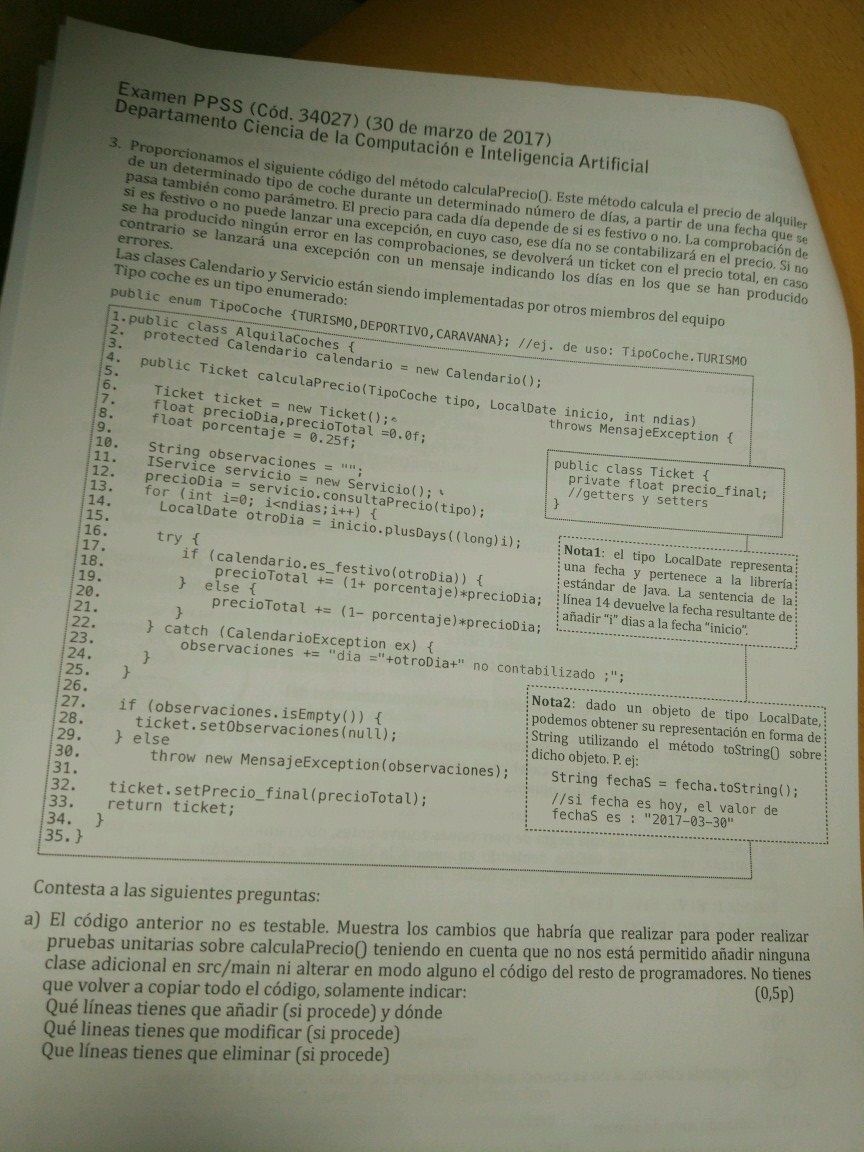 Examen PPSS (Cód. 34027) (30 de marzo de 2017)
Departamento Ciencia de la Computación e Inteligencia Artificial
3. Proporcionamos el siguiente código del método calculaPrecio(). Este método calcula el precio de alquiler
de un determinado tipo de coche durante un determinado número de días, a partir de una fecha que se
pasa también como parámetro. El precio para cada día depende de si es festivo o no. La comprobación de
si es festivo o no puede lanzar una excepción, en cuyo caso, ese día no se contabilizará en el precio. Si no
se ha producido ningún error en las comprobaciones, se devolverá un ticket con el precio total, en caso
contrario se lanzará una excepción con un mensaje indicando los días en los que se han producido
errores.
Las clases Calendario y Servicio están siendo implementadas por otros miembros del equipo
Tipo coche es un tipo enumerado:
public enum TipoCoche {TURISMO,DEPORTIVO,CARAVANA}; //ej. de uso: TipoCoche.TURISMO
1.public class AlquilaCoches {
2. protected Calendario calendario = new Calendario();
3.
4. public Ticket calculaPrecio(TipoCoche tipo, LocalDate inicio, int ndias)
5. throws MensajeException {
6. Ticket ticket = new Ticket();
7. float precioDia,precioTotal =0.0f;
8. float porcentaje = 0.25f;
9.
10. String observaciones = "";
11. IService servicio = new Servicio();
12. precioDia = servicio.consultaPrecio(tipo);
13. for (int i=0; i<ndias;i++) {
14. LocalDate otroDia = inicio.plusDays((long)i);
15.
16. try {
17. if (calendario.es_festivo(otroDia)) {
18. precioTotal += (1+ porcentaje)*precioDia;
19. } else {
20. precioTotal += (1- porcentaje)*precioDia;
21. }
22. } catch (CalendarioException ex) {
23. observaciones += "dia ="+otroDia+" no contabilizado ;";
24. }
25. }
26.
27. if (observaciones.isEmpty()) {
28. ticket.setObservaciones(null);
29. } else
30. throw new MensajeException(observaciones);
31.
32. ticket.setPrecio_final(precioTotal);
33. return ticket;
34. }
35.}
public class Ticket {
private float precio_final;
//getters y setters
}
Nota1: el tipo LocalDate representa
una fecha y pertenece a la librería
estándar de Java. La sentencia de la
línea 14 devuelve la fecha resultante de
añadir "i" dias a la fecha "inicio".
Nota2: dado un objeto de tipo LocalDate,
podemos obtener su representación en forma de
String utilizando el método toString() sobre
dicho objeto. P. ej:
String fechaS = fecha.toString();
//si fecha es hoy, el valor de
fechaS es : "2017-03-30"
Contesta a las siguientes preguntas:
a) El código anterior no es testable. Muestra los cambios que habría que realizar para poder realizar
pruebas unitarias sobre calculaPrecio() teniendo en cuenta que no nos está permitido añadir ninguna
clase adicional en src/main ni alterar en modo alguno el código del resto de programadores. No tienes
que volver a copiar todo el código, solamente indicar: (0,5p)
Qué líneas tienes que añadir (si procede) y dónde
Qué lineas tienes que modificar (si procede)
Que líneas tienes que eliminar (si procede)